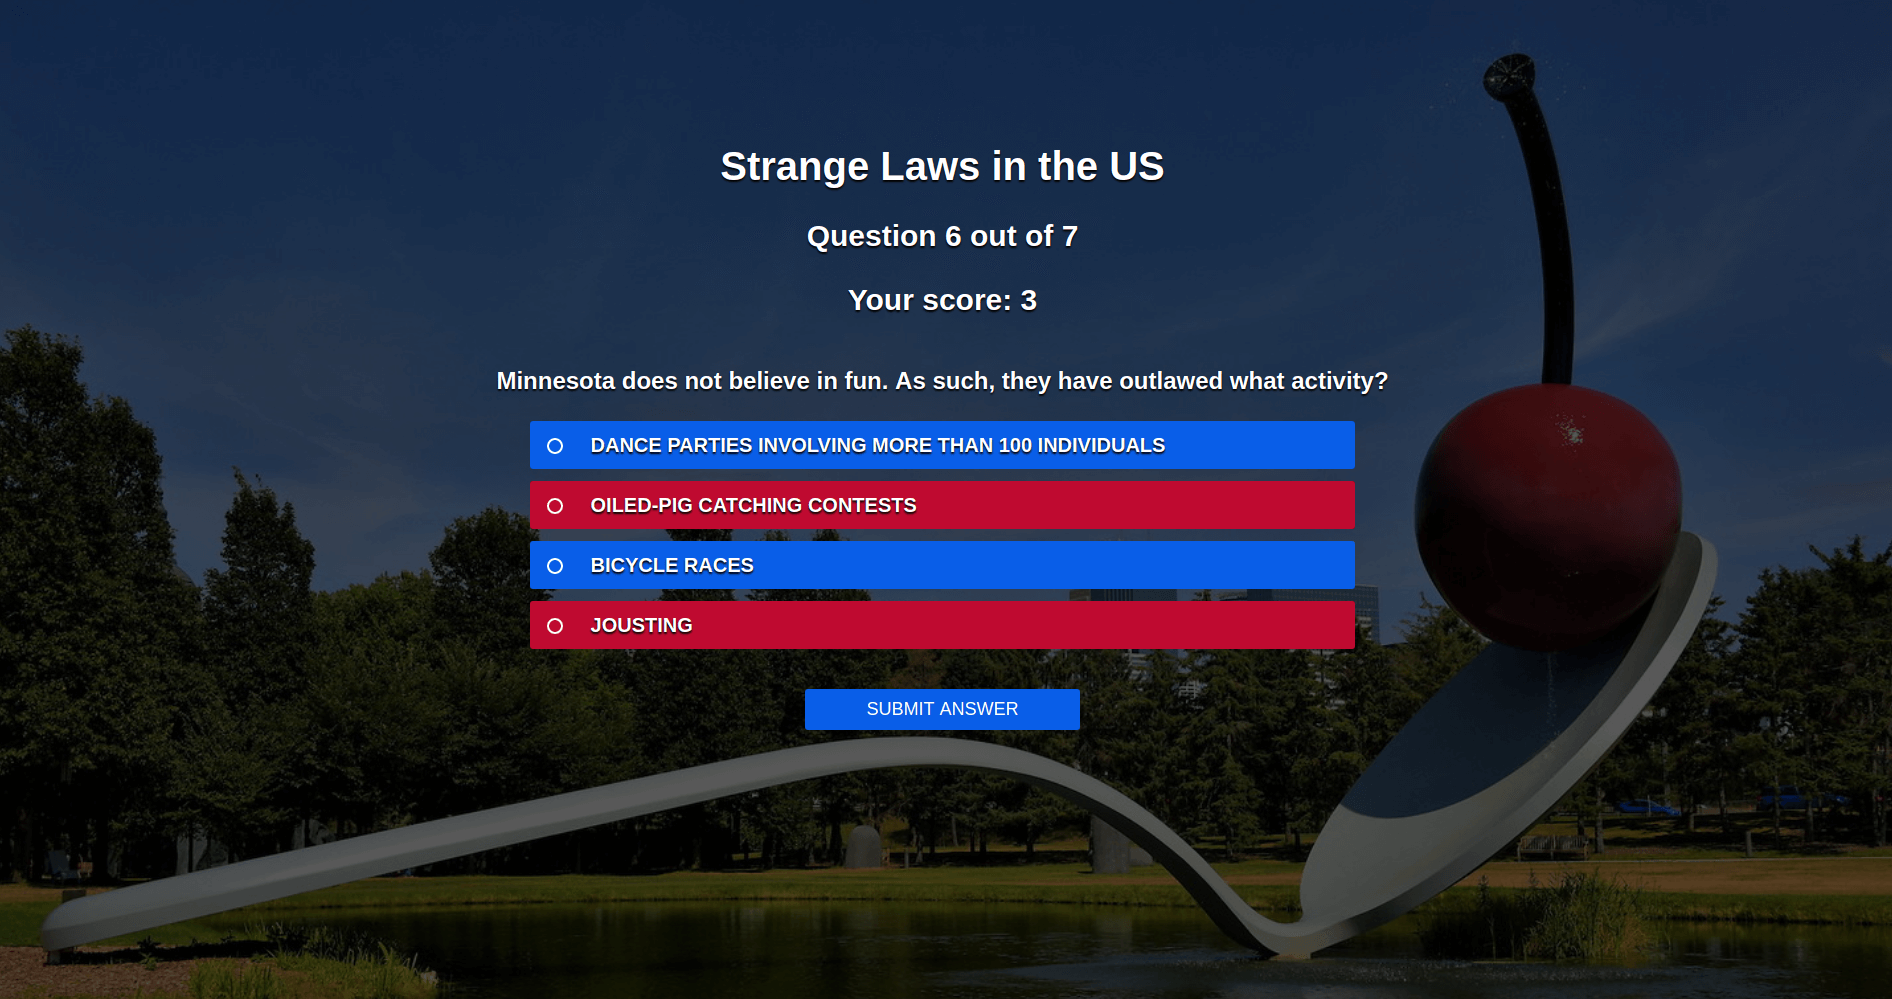 Strange Laws in the US
Question 6 out of 7
Your score: 3
Minnesota does not believe in fun. As such, they have outlawed what activity?
DANCE PARTIES INVOLVING MORE THAN 100 INDIVIDUALS
OILED-PIG CATCHING CONTESTS
BICYCLE RACES
JOUSTING
SUBMIT ANSWER